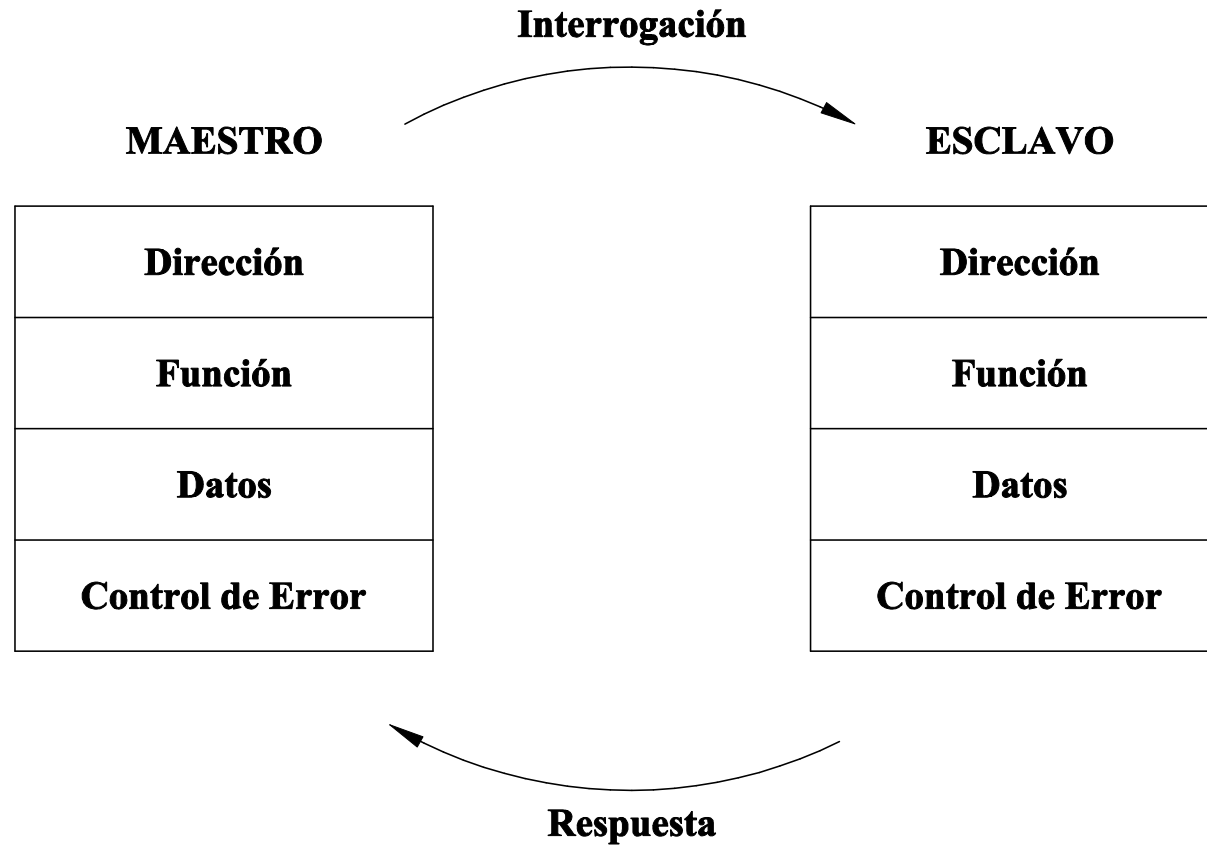 Interrogación
MAESTRO
ESCLAVO
Dirección
Función
Datos
Control de Error
Dirección
Función
Datos
Control de Error
Respuesta